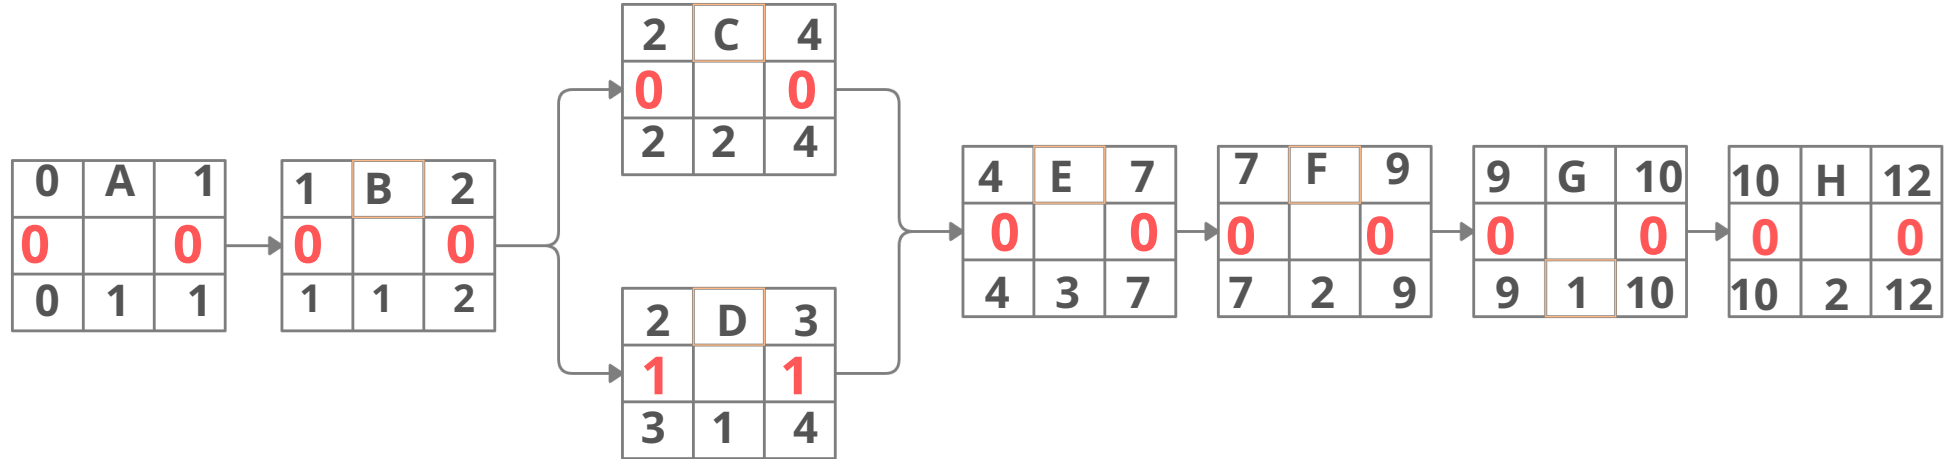 0 A 1
0 0
0 1 1
1 B 2
0 0
1 1 2
2 C 4
0 0
2 2 4
2 D 3
1 1
3 1 4
4 E 7
0 0
4 3 7
7 F 9
0 0
7 2 9
9 G 10
0 0
9 1 10
10 H 12
0 0
10 2 12